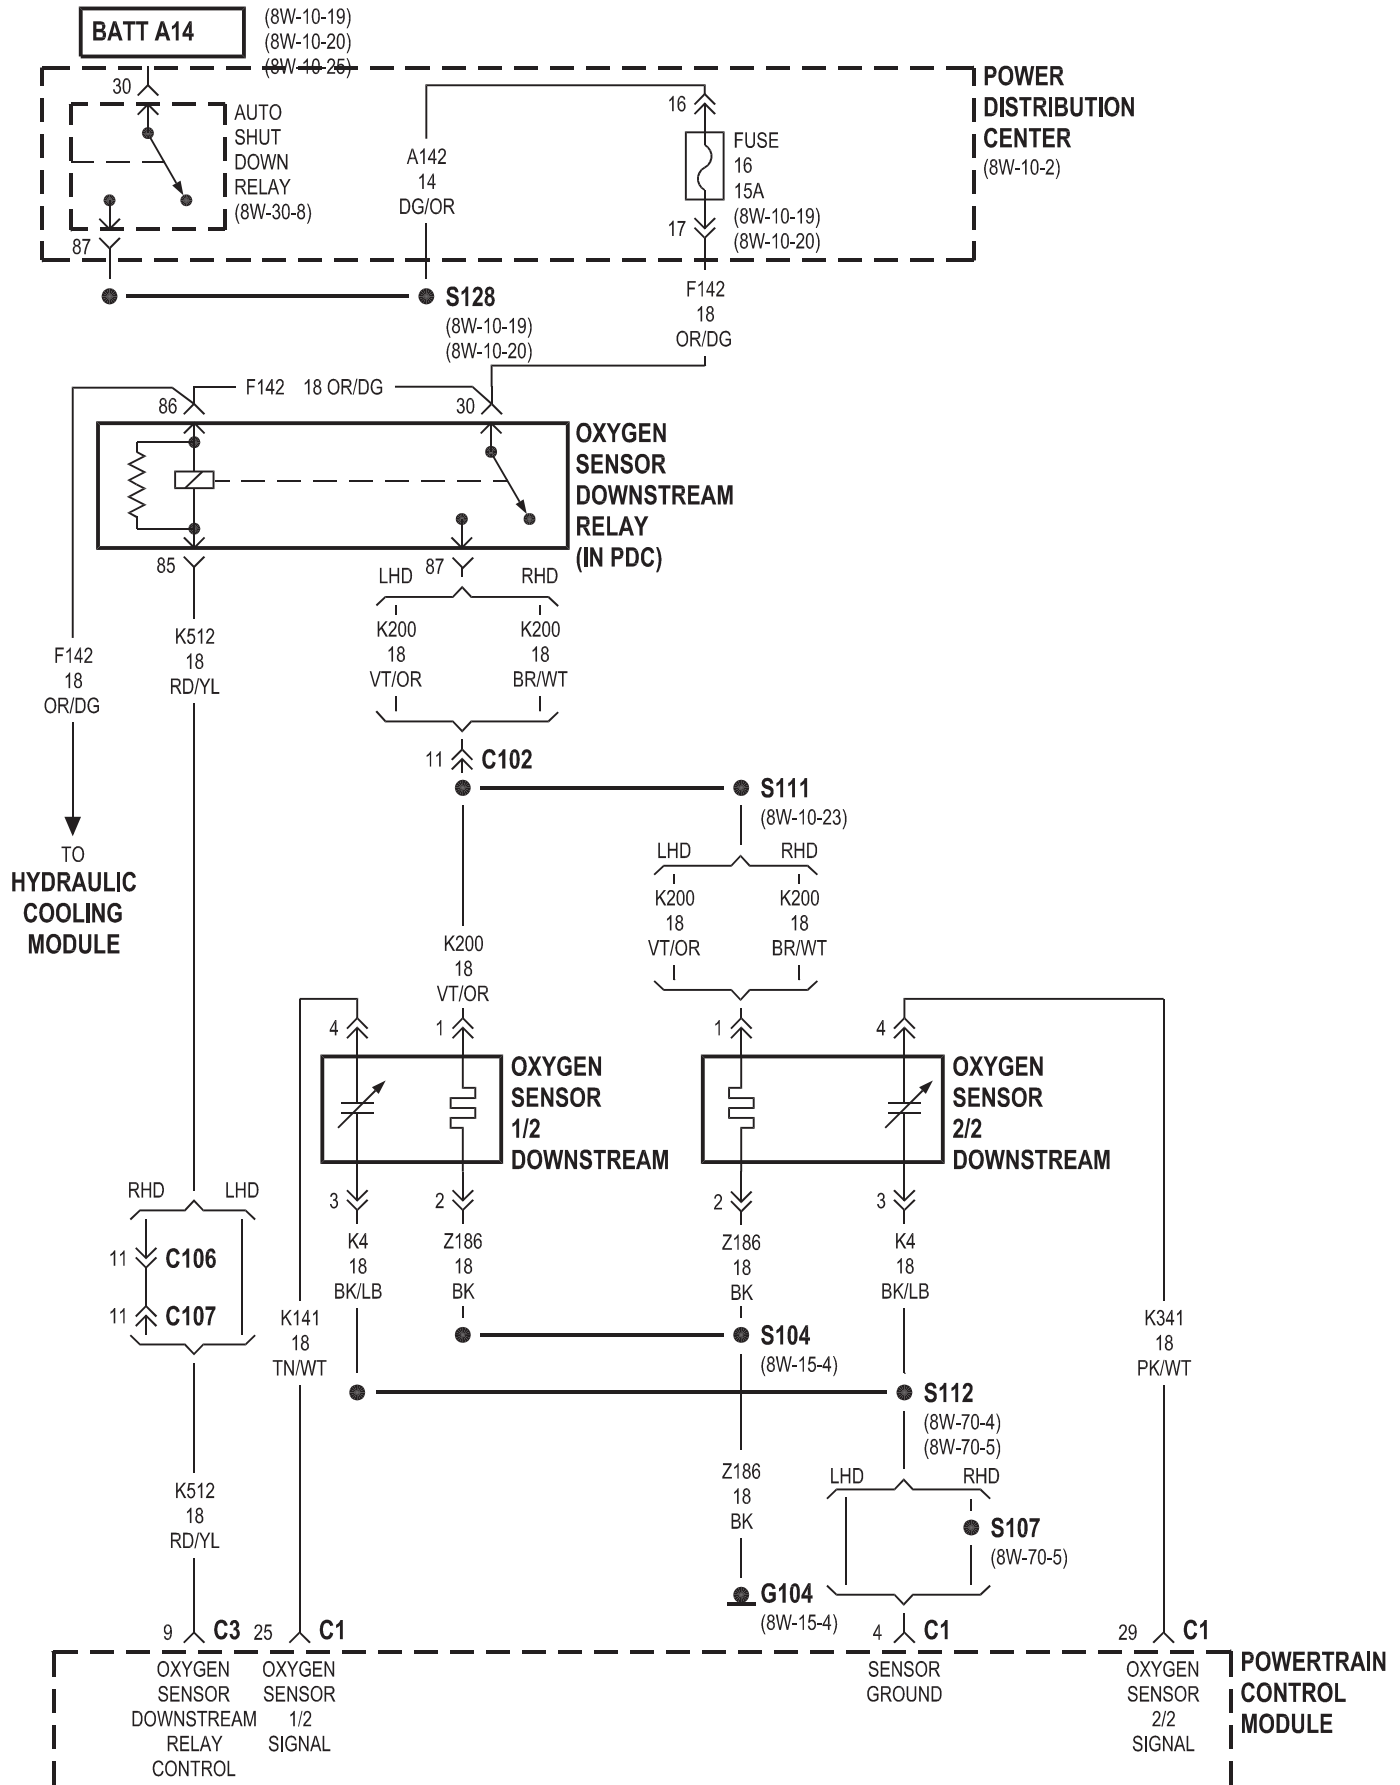 BATT A14
(8W-10-19)
(8W-10-20)
(8W-10-25)
30
AUTO
SHUT
DOWN
RELAY
(8W-30-8)
87
A142
14
DG/OR
16
FUSE
16
15A
(8W-10-19)
(8W-10-20)
17
POWER
DISTRIBUTION
CENTER
(8W-10-2)
S128
(8W-10-19)
(8W-10-20)
F142
18
OR/DG
F142 18 OR/DG
86
30
OXYGEN
SENSOR
DOWNSTREAM
RELAY
(IN PDC)
85
87
LHD
RHD
K200
18
VT/OR
K200
18
BR/WT
K512
18
RD/YL
F142
18
OR/DG
11
C102
S111
(8W-10-23)
TO
HYDRAULIC
COOLING
MODULE
LHD
RHD
K200
18
VT/OR
K200
18
BR/WT
K200
18
VT/OR
4
1
1
4
OXYGEN
SENSOR
1/2
DOWNSTREAM
OXYGEN
SENSOR
2/2
DOWNSTREAM
3
2
2
3
RHD
LHD
11
C106
11
C107
K4
18
BK/LB
Z186
18
BK
Z186
18
BK
K4
18
BK/LB
K141
18
TN/WT
S104
(8W-15-4)
K341
18
PK/WT
S112
(8W-70-4)
(8W-70-5)
K512
18
RD/YL
Z186
18
BK
LHD
RHD
S107
(8W-70-5)
G104
(8W-15-4)
9
C3
25
C1
4
C1
29
C1
OXYGEN
SENSOR
DOWNSTREAM
RELAY
CONTROL
OXYGEN
SENSOR
1/2
SIGNAL
SENSOR
GROUND
OXYGEN
SENSOR
2/2
SIGNAL
POWERTRAIN
CONTROL
MODULE